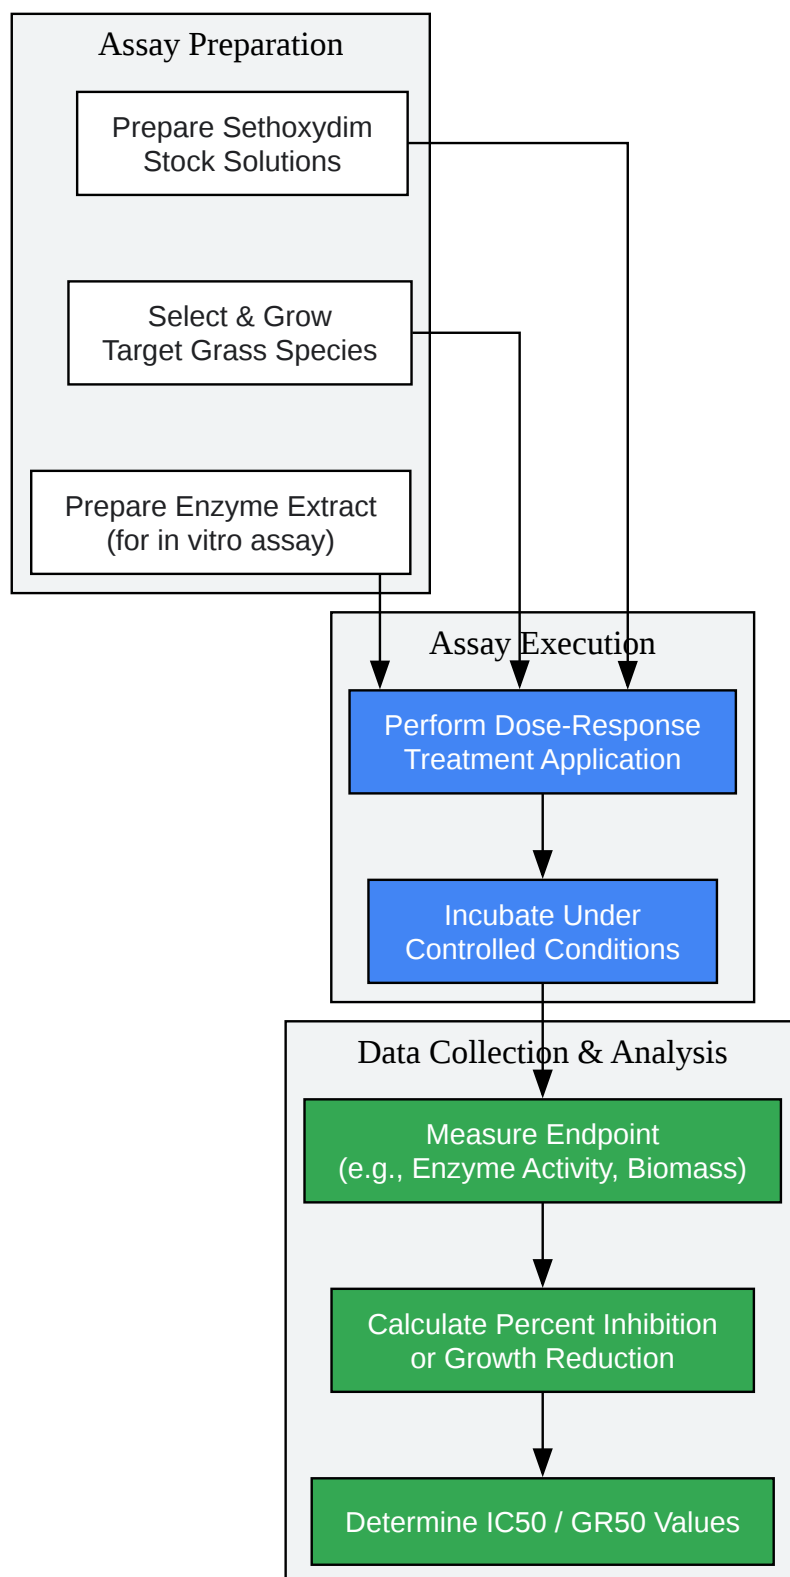 Assay Preparation
Prepare Sethoxydim
Stock Solutions
Select & Grow
Target Grass Species
Prepare Enzyme Extract
(for in vitro assay)
Assay Execution
Perform Dose-Response
Treatment Application
Incubate Under
Controlled Conditions
Data Collection & Analysis
Measure Endpoint
(e.g., Enzyme Activity, Biomass)
Calculate Percent Inhibition
or Growth Reduction
Determine IC50 / GR50 Values